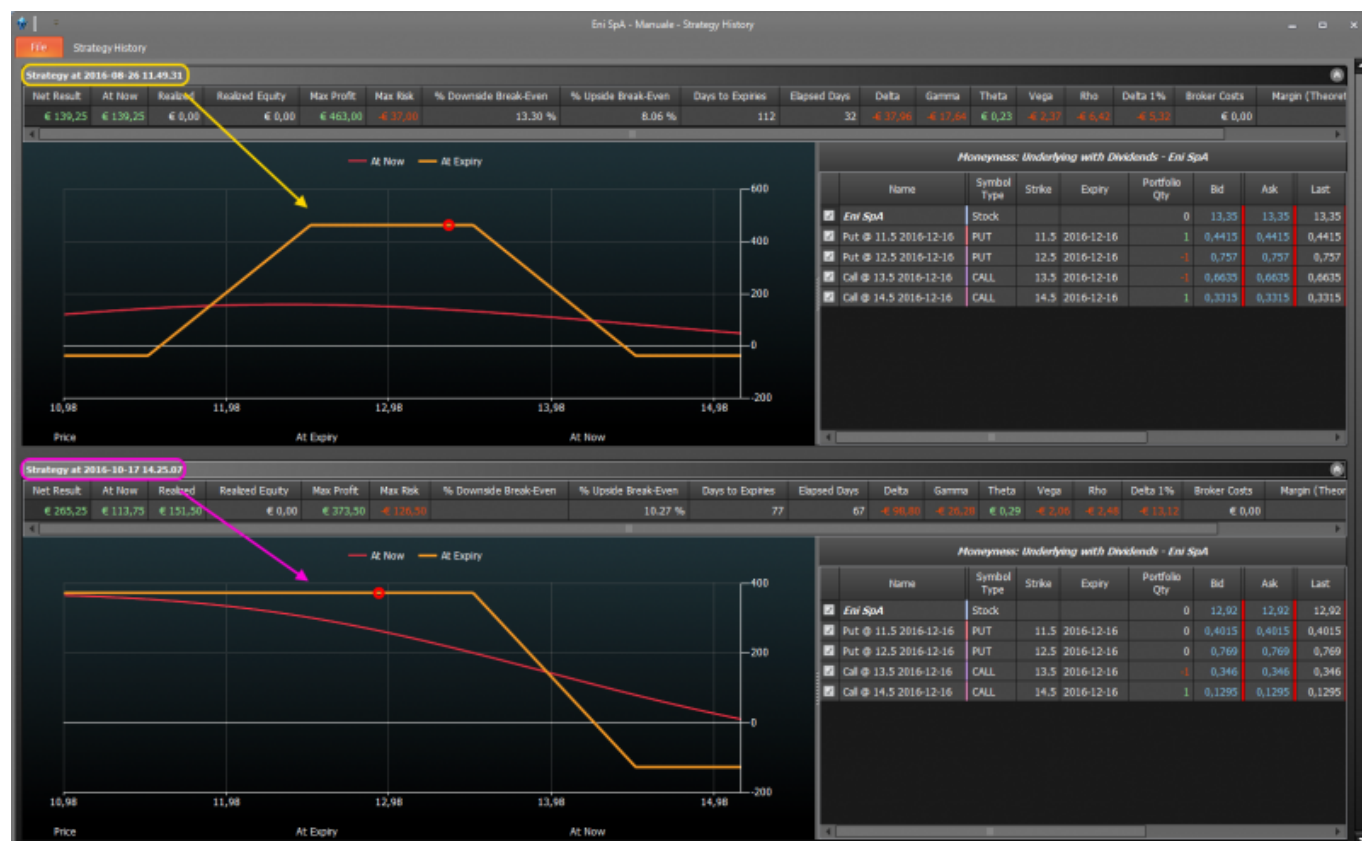 Eni SpA - Manuale - Strategy History
File Strategy History
Strategy at 2016-08-26 11.49.31
Net Result At Now Realized Realized Equity Max Profit Max Risk % Downside Break-Even % Upside Break-Even Days to Expiries Elapsed Days Delta Gamma Theta Vega Rho Delta 1% Broker Costs Margin (Theoret
€ 139,25 € 139,25 € 0,00 € 0,00 € 463,00 -€ 37,00 13.30 % 8.06 % 112 32 -€ 37,96 -€ 17,64 € 0,23 -€ 2,37 -€ 6,42 -€ 5,32 € 0,00
At Now At Expiry
Moneyness: Underlying with Dividends - Eni SpA
Name Symbol Type Strike Expiry Portfolio Qty Bid Ask Last
Eni SpA Stock 0 13,35 13,35 13,35
Put @ 11.5 2016-12-16 PUT 11.5 2016-12-16 1 0,4415 0,4415 0,4415
Put @ 12.5 2016-12-16 PUT 12.5 2016-12-16 -1 0,757 0,757 0,757
Call @ 13.5 2016-12-16 CALL 13.5 2016-12-16 -1 0,6635 0,6635 0,6635
Call @ 14.5 2016-12-16 CALL 14.5 2016-12-16 1 0,3315 0,3315 0,3315
600
400
200
0
-200
10,98 11,98 12,98 13,98 14,98
Price At Expiry At Now
Strategy at 2016-10-17 14.25.07
Net Result At Now Realized Realized Equity Max Profit Max Risk % Downside Break-Even % Upside Break-Even Days to Expiries Elapsed Days Delta Gamma Theta Vega Rho Delta 1% Broker Costs Margin (Theor
€ 265,25 € 113,75 € 151,50 € 0,00 € 373,50 -€ 126,50 10.27 % 77 67 -€ 98,80 -€ 26,28 € 0,29 -€ 2,06 -€ 2,48 -€ 13,12 € 0,00
At Now At Expiry
Moneyness: Underlying with Dividends - Eni SpA
Name Symbol Type Strike Expiry Portfolio Qty Bid Ask Last
Eni SpA Stock 0 12,92 12,92 12,92
Put @ 11.5 2016-12-16 PUT 11.5 2016-12-16 0 0,4015 0,4015 0,4015
Put @ 12.5 2016-12-16 PUT 12.5 2016-12-16 0 0,769 0,769 0,769
Call @ 13.5 2016-12-16 CALL 13.5 2016-12-16 -1 0,346 0,346 0,346
Call @ 14.5 2016-12-16 CALL 14.5 2016-12-16 1 0,1295 0,1295 0,1295
400
200
0
-200
10,98 11,98 12,98 13,98 14,98
Price At Expiry At Now